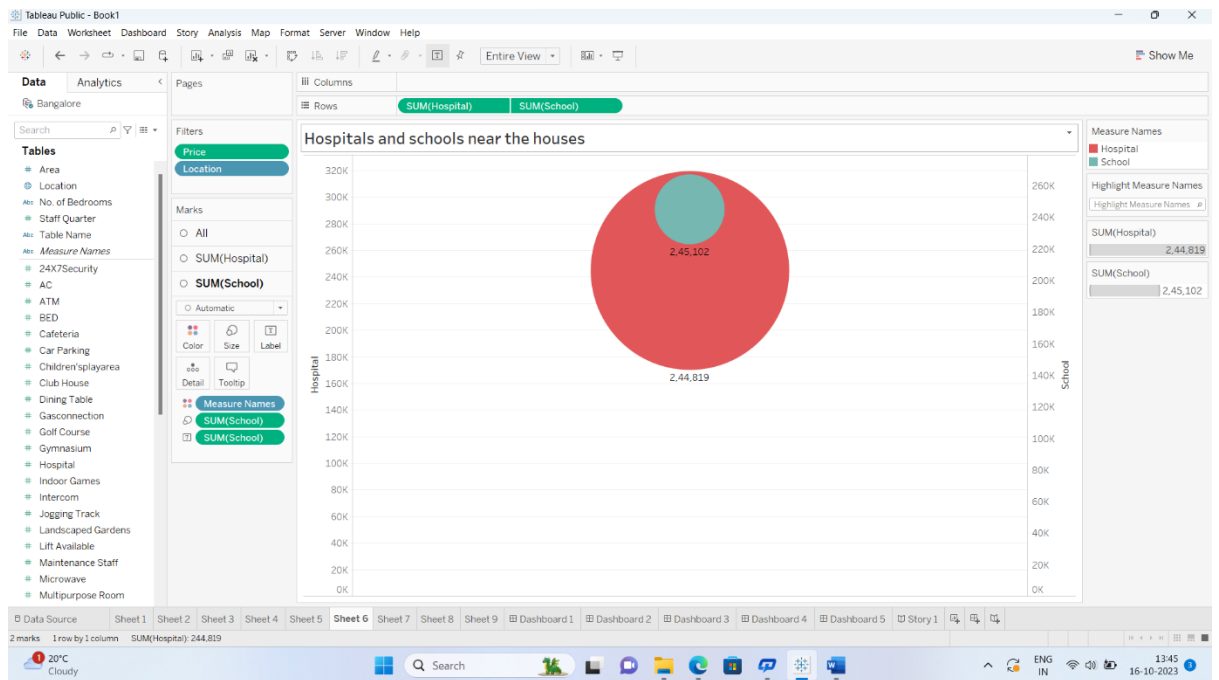 Tableau Public - Book1
File Data Worksheet Dashboard Story Analysis Map Format Server Window Help
Entire View
Show Me
Data Analytics
Bangalore
Search
Tables
# Area
Location
Abc No. of Bedrooms
# Staff Quarter
Abc Table Name
Abc Measure Names
# 24X7Security
# AC
# ATM
# BED
# Cafeteria
# Car Parking
# Children'splayarea
# Club House
# Dining Table
# Gasconnection
# Golf Course
# Gymnasium
# Hospital
# Indoor Games
# Intercom
# Jogging Track
# Landscaped Gardens
# Lift Available
# Maintenance Staff
# Microwave
# Multipurpose Room
Pages
Filters
Price
Location
Marks
All
SUM(Hospital)
SUM(School)
Automatic
Color Size Label
Detail Tooltip
Measure Names
SUM(School)
SUM(School)
Columns
Rows SUM(Hospital) SUM(School)
Hospitals and schools near the houses
Hospital
320K
300K
280K
260K
240K
220K
200K
180K
160K
140K
120K
100K
80K
60K
40K
20K
0K
2,45,102
2,44,819
260K
240K
220K
200K
180K
160K
140K
120K
100K
80K
60K
40K
20K
0K
School
Measure Names
Hospital
School
Highlight Measure Names
Highlight Measure Names
SUM(Hospital)
2,44,819
SUM(School)
2,45,102
Data Source Sheet 1 Sheet 2 Sheet 3 Sheet 4 Sheet 5 Sheet 6 Sheet 7 Sheet 8 Sheet 9 Dashboard 1 Dashboard 2 Dashboard 3 Dashboard 4 Dashboard 5 Story 1
2 marks 1 row by 1 column SUM(Hospital): 244,819
1
20°C
Cloudy
Search
ENG
IN
13:45
16-10-2023
3